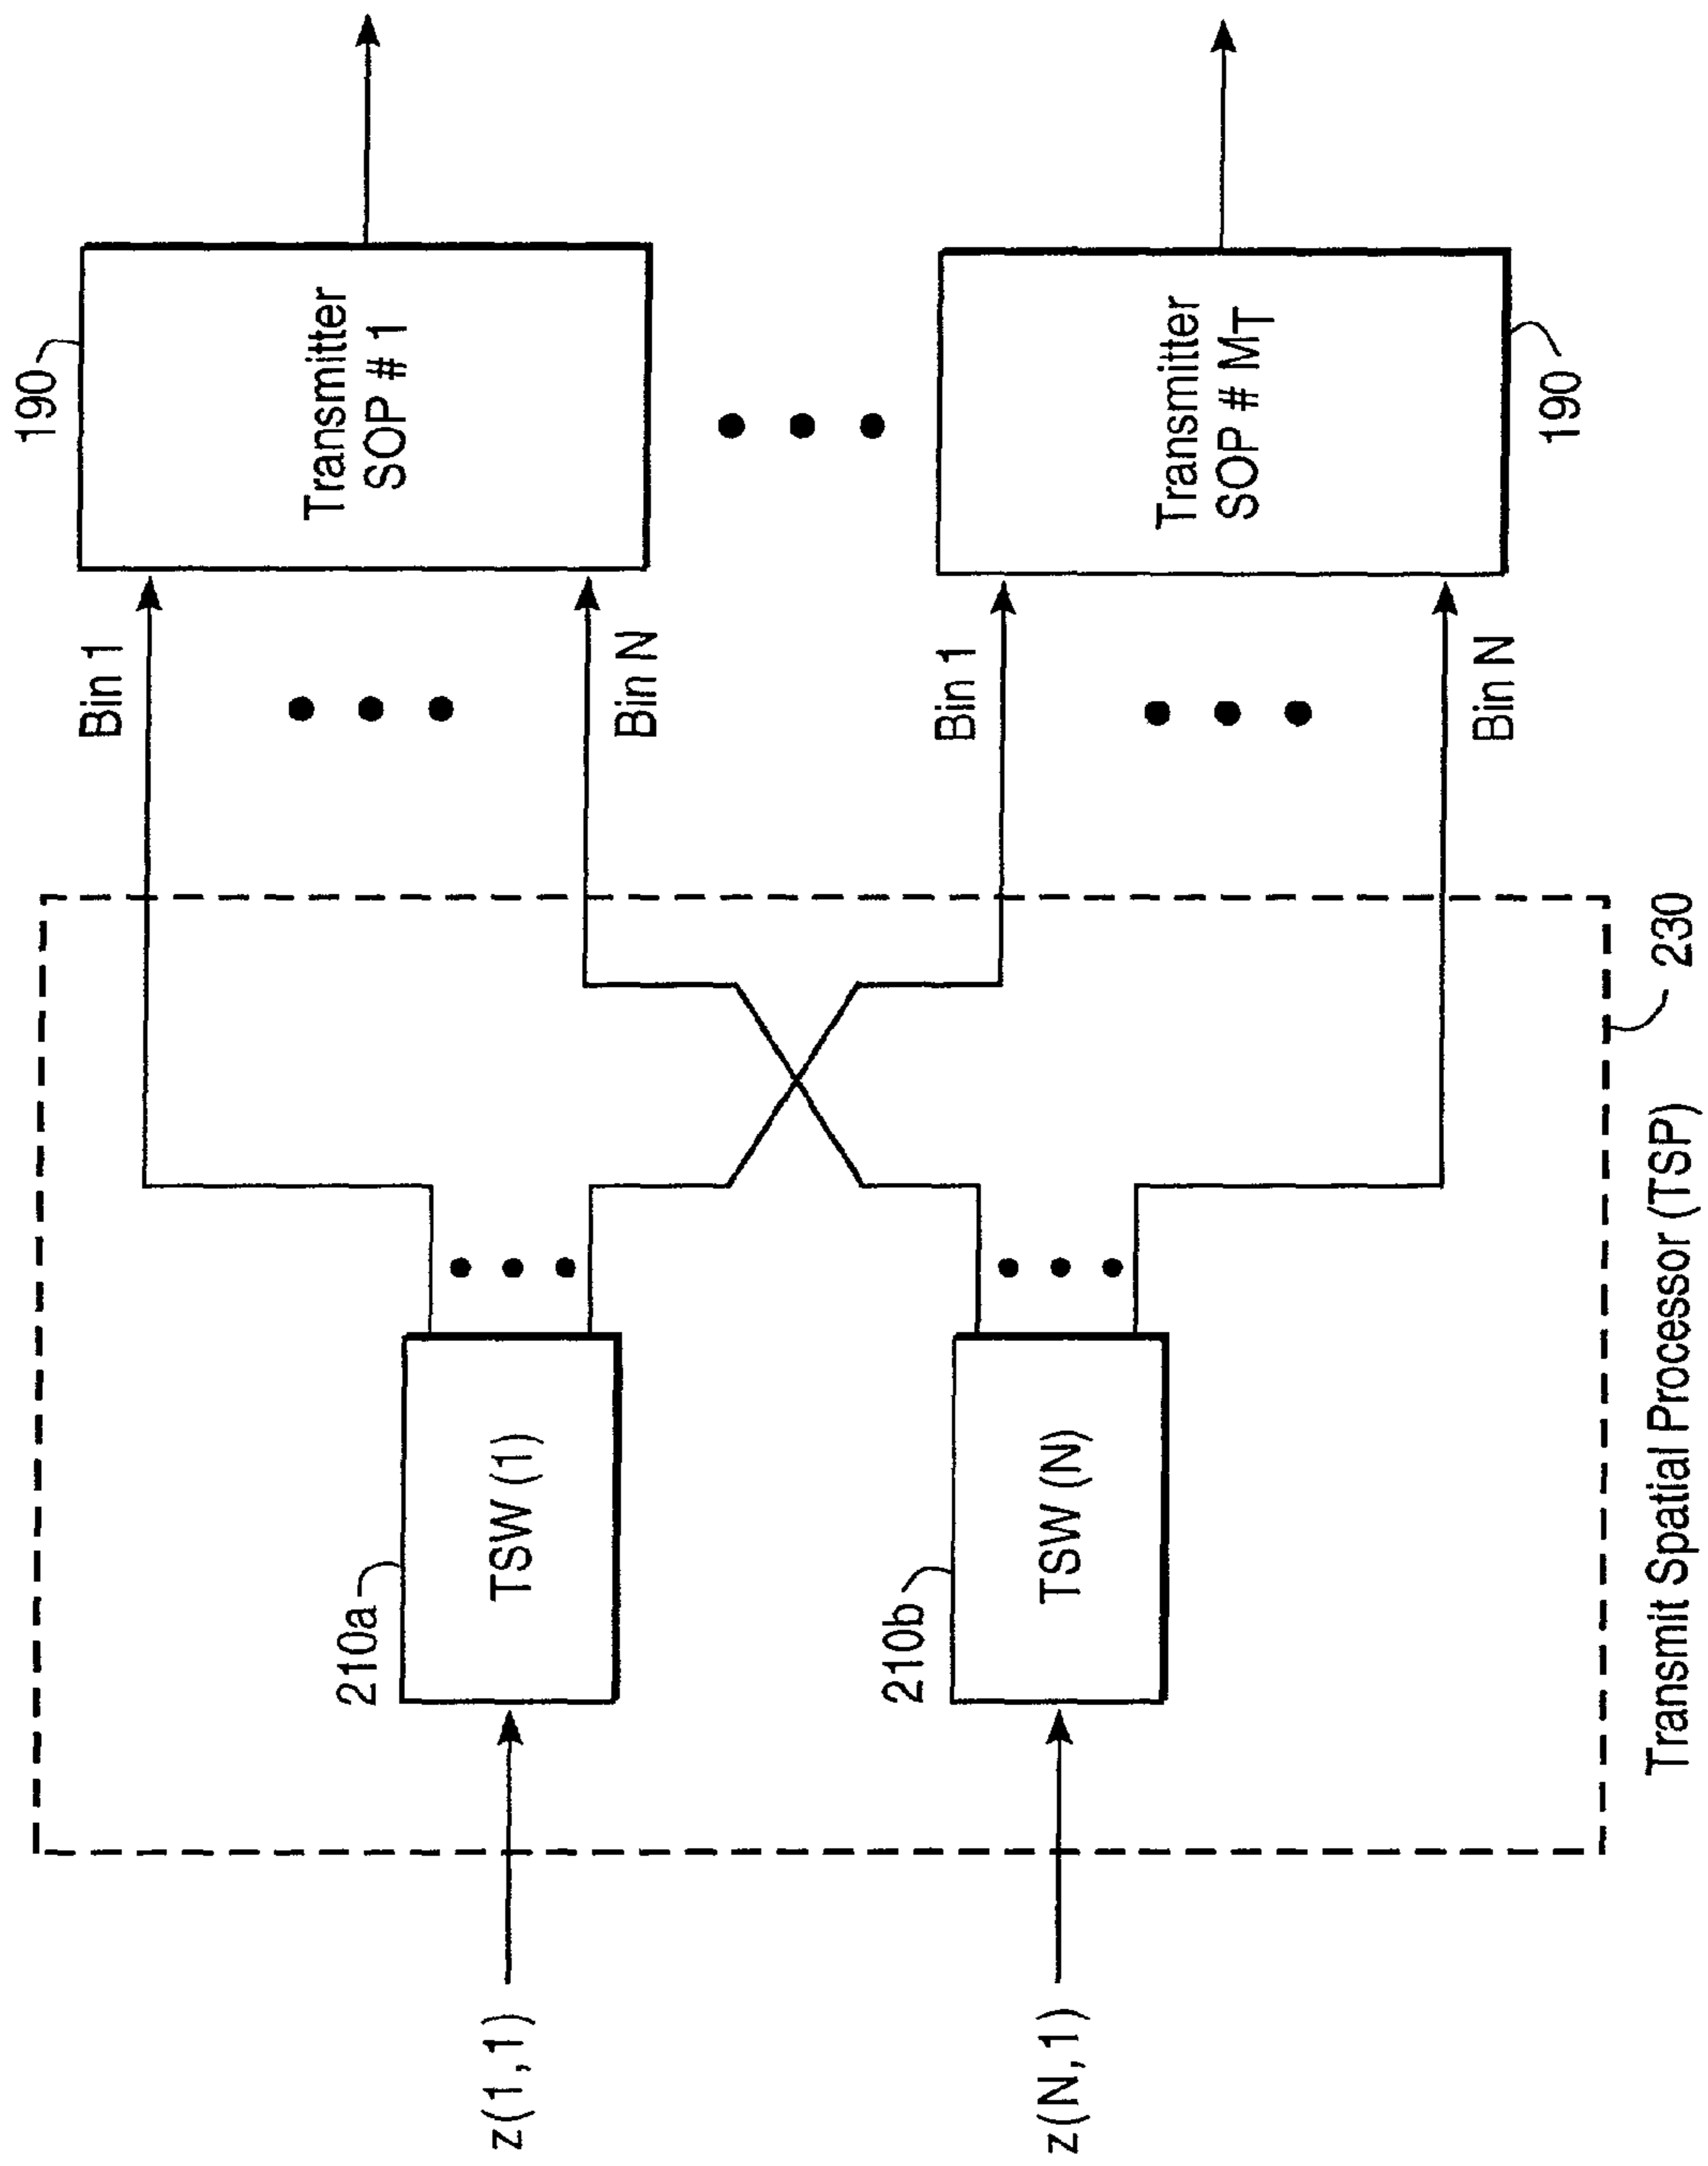 190
Transmitter
SOP # 1
Bin 1
Bin N
Transmitter
SOP # MT
190
Bin 1
Bin N
210a
TSW (1)
z(1,1)
210b
TSW (N)
z(N,1)
230
Transmit Spatial Processor (TSP)